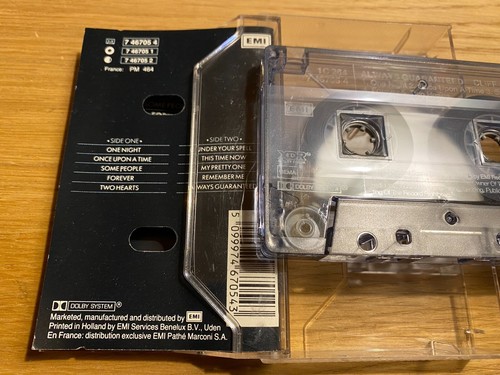 7 46705 4
7 46705 1
7 46705 2
France: PM 464
EMI
• SIDE ONE •
ONE NIGHT
ONCE UPON A TIME
SOME PEOPLE
FOREVER
TWO HEARTS
• SIDE TWO •
UNDER YOUR SPELL
THIS TIME NOW
MY PRETTY ONE
REMEMBER ME
WAYS GUARANTEE
5 099974 670543
DOLBY SYSTEM®
Marketed, manufactured and distributed by EMI
Printed in Holland by EMI Services Benelux B.V., Uden
En France: distribution exclusive EMI Pathé Marconi S.A.
DOLBY